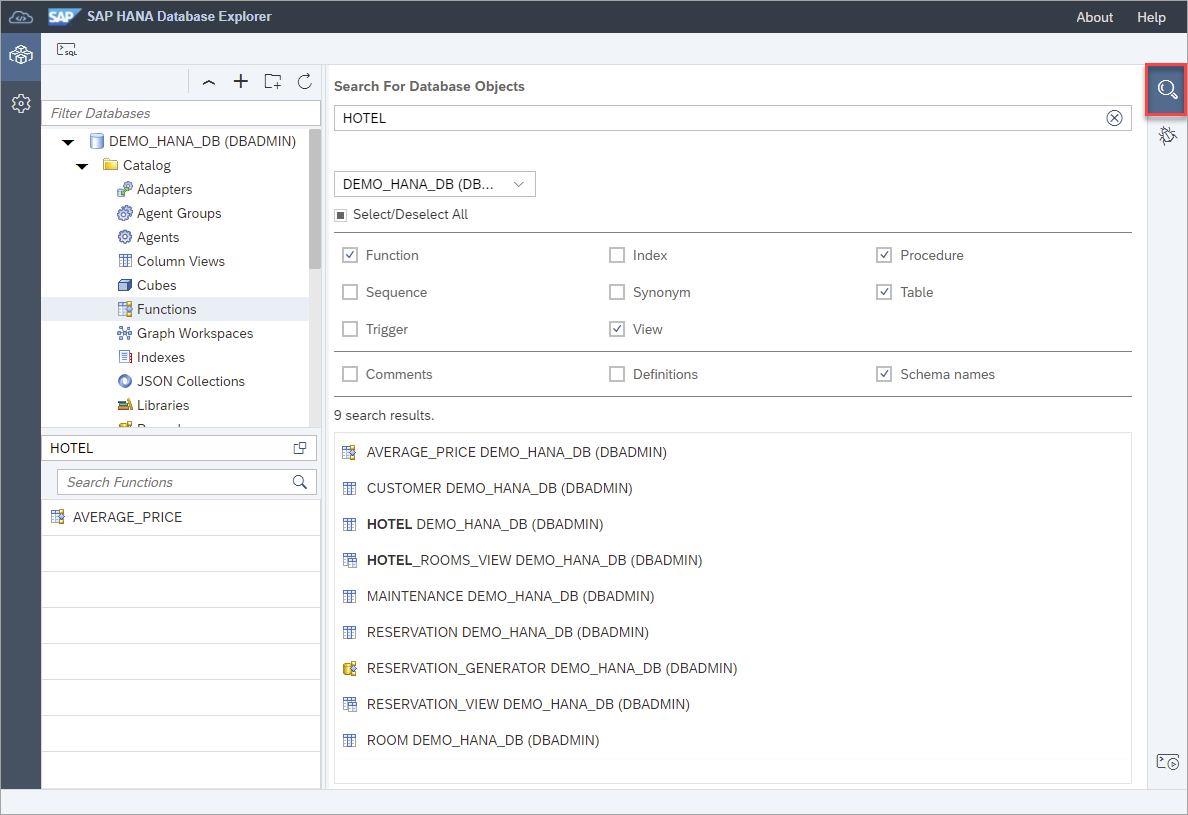 SAP SAP HANA Database Explorer
About Help
SQL
Filter Databases
DEMO_HANA_DB (DBADMIN)
Catalog
Adapters
Agent Groups
Agents
Column Views
Cubes
Functions
Graph Workspaces
Indexes
JSON Collections
Libraries
HOTEL
Search Functions
AVERAGE_PRICE
Search For Database Objects
HOTEL
DEMO_HANA_DB (DB...
Select/Deselect All
Function Index Procedure
Sequence Synonym Table
Trigger View
Comments Definitions Schema names
9 search results.
AVERAGE_PRICE DEMO_HANA_DB (DBADMIN)
CUSTOMER DEMO_HANA_DB (DBADMIN)
HOTEL DEMO_HANA_DB (DBADMIN)
HOTEL_ROOMS_VIEW DEMO_HANA_DB (DBADMIN)
MAINTENANCE DEMO_HANA_DB (DBADMIN)
RESERVATION DEMO_HANA_DB (DBADMIN)
RESERVATION_GENERATOR DEMO_HANA_DB (DBADMIN)
RESERVATION_VIEW DEMO_HANA_DB (DBADMIN)
ROOM DEMO_HANA_DB (DBADMIN)